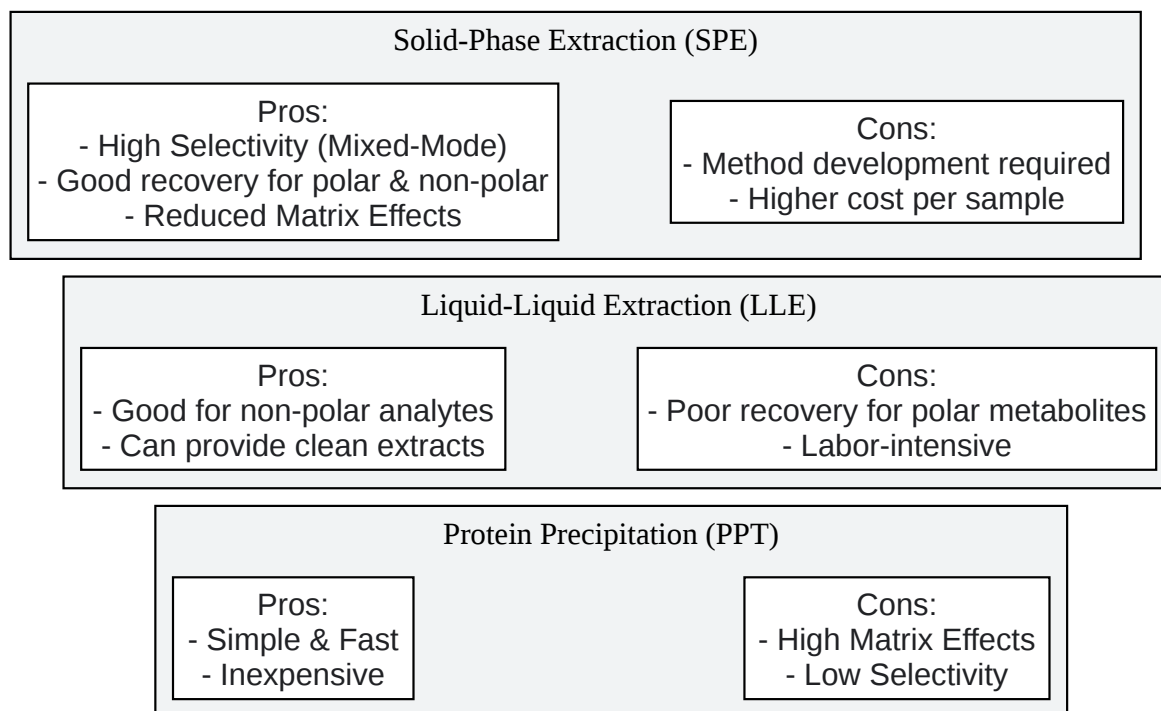 Solid-Phase Extraction (SPE)
Pros:
- High Selectivity (Mixed-Mode)
- Good recovery for polar & non-polar
- Reduced Matrix Effects
Cons:
- Method development required
- Higher cost per sample
Liquid-Liquid Extraction (LLE)
Pros:
- Good for non-polar analytes
- Can provide clean extracts
Cons:
- Poor recovery for polar metabolites
- Labor-intensive
Protein Precipitation (PPT)
Pros:
- Simple & Fast
- Inexpensive
Cons:
- High Matrix Effects
- Low Selectivity